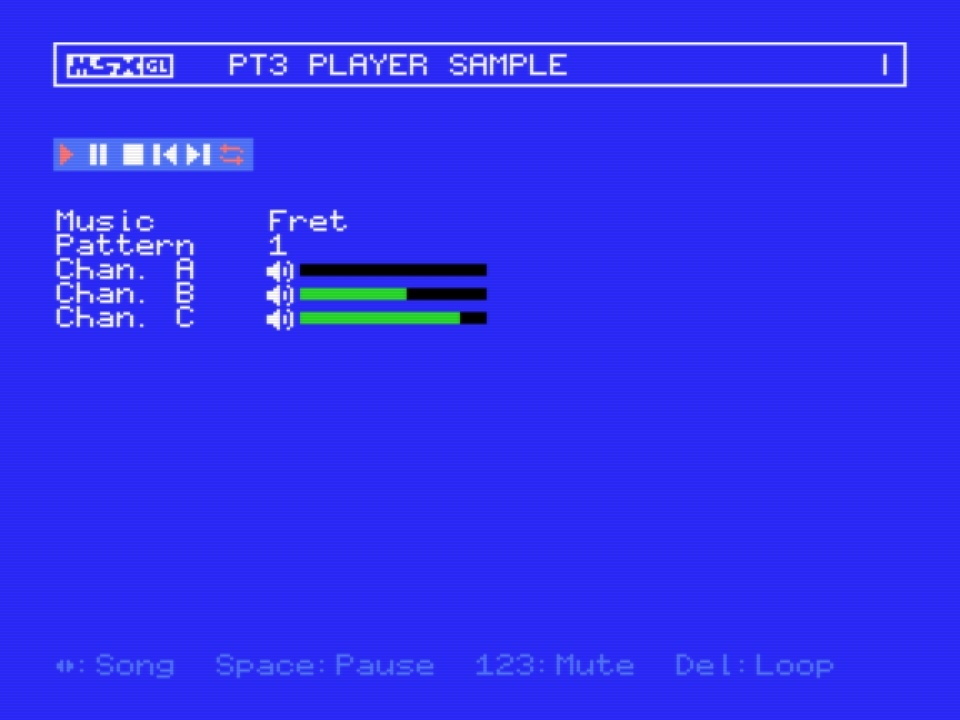 MSX GL PT3 PLAYER SAMPLE
Music Fret
Pattern 1
Chan. A
Chan. B
Chan. C
Song Space:Pause 123:Mute Del:Loop